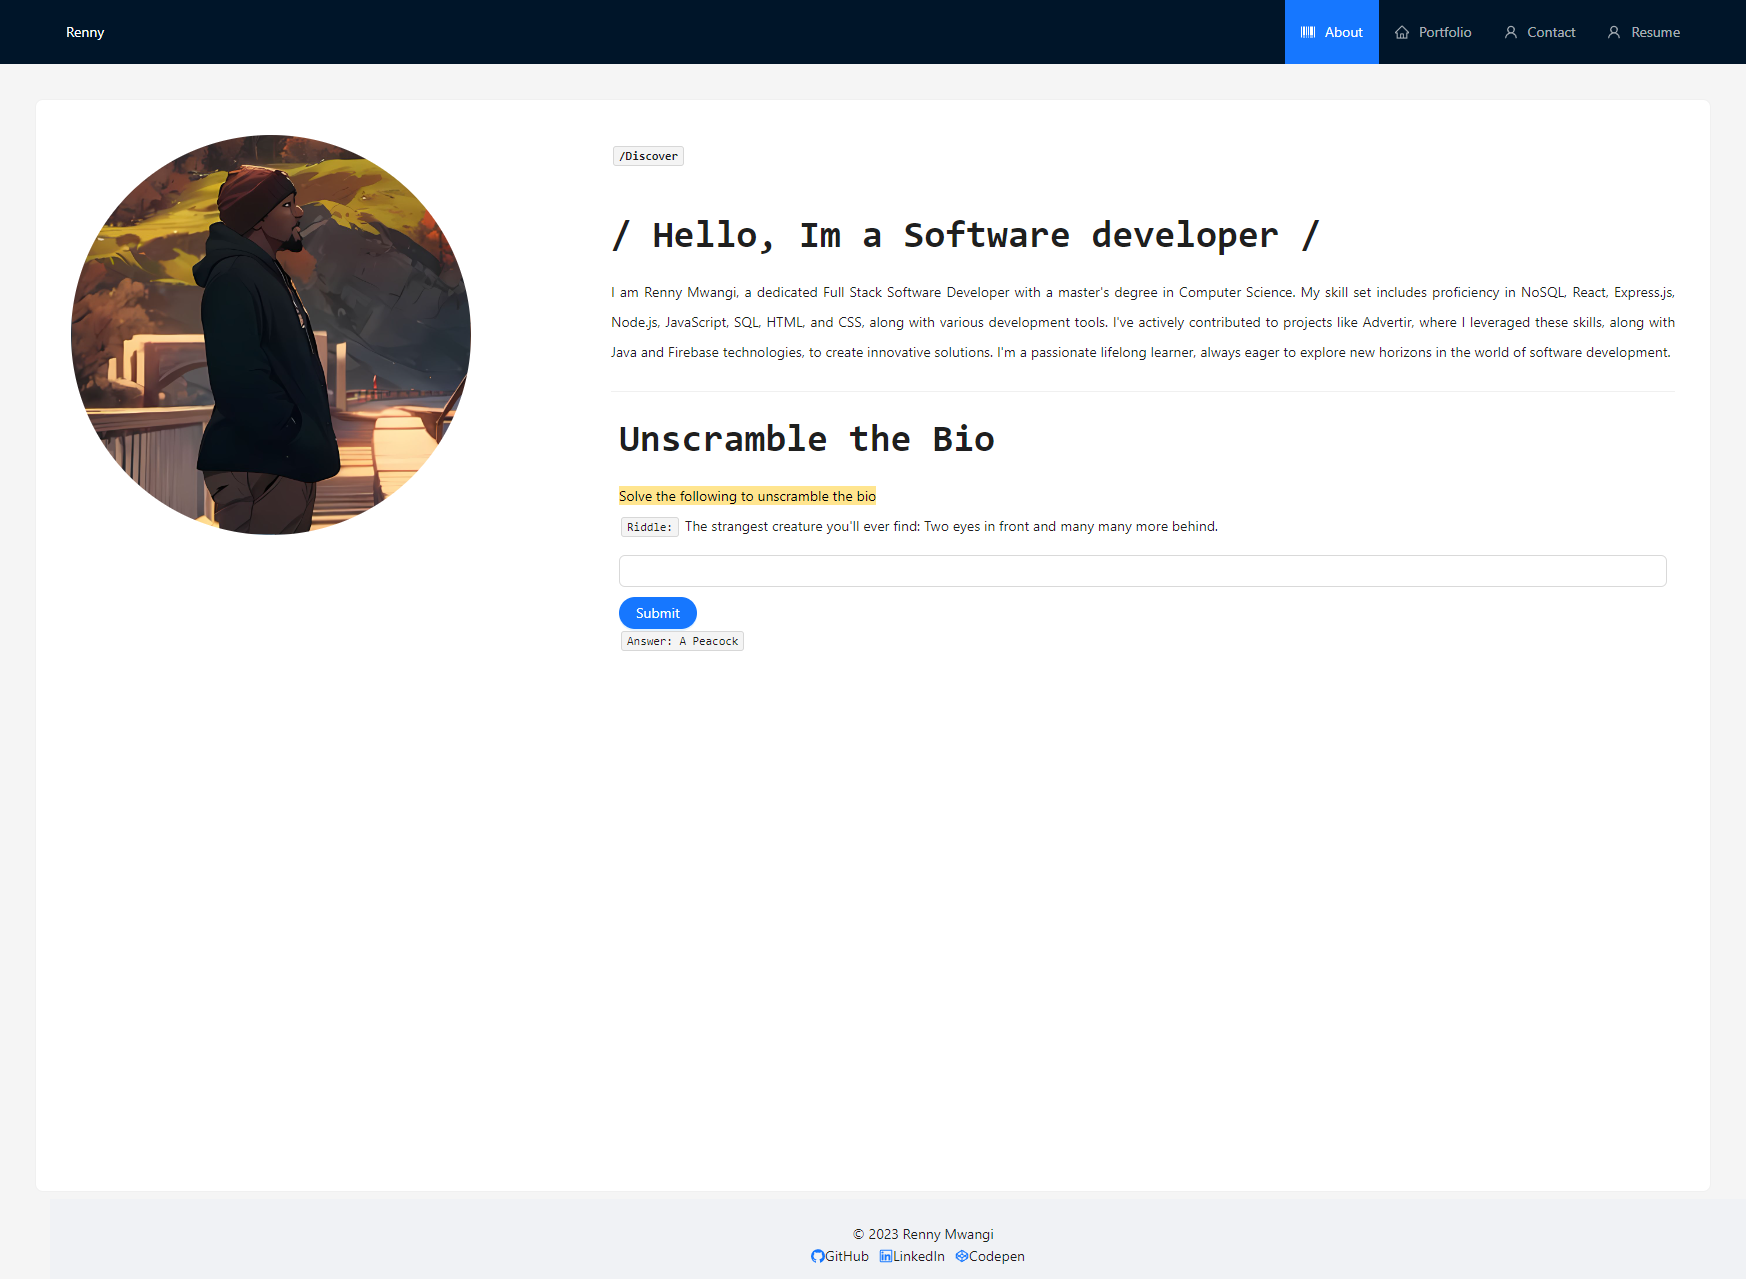 Renny
About
Portfolio
Contact
Resume
/Discover
/ Hello, Im a Software developer /
I am Renny Mwangi, a dedicated Full Stack Software Developer with a master's degree in Computer Science. My skill set includes proficiency in NoSQL, React, Express.js,
Node.js, JavaScript, SQL, HTML, and CSS, along with various development tools. I've actively contributed to projects like Advertir, where I leveraged these skills, along with
Java and Firebase technologies, to create innovative solutions. I'm a passionate lifelong learner, always eager to explore new horizons in the world of software development.
Unscramble the Bio
Solve the following to unscramble the bio
Riddle: The strangest creature you'll ever find: Two eyes in front and many many more behind.
Submit
Answer: A Peacock
© 2023 Renny Mwangi
GitHub LinkedIn Codepen